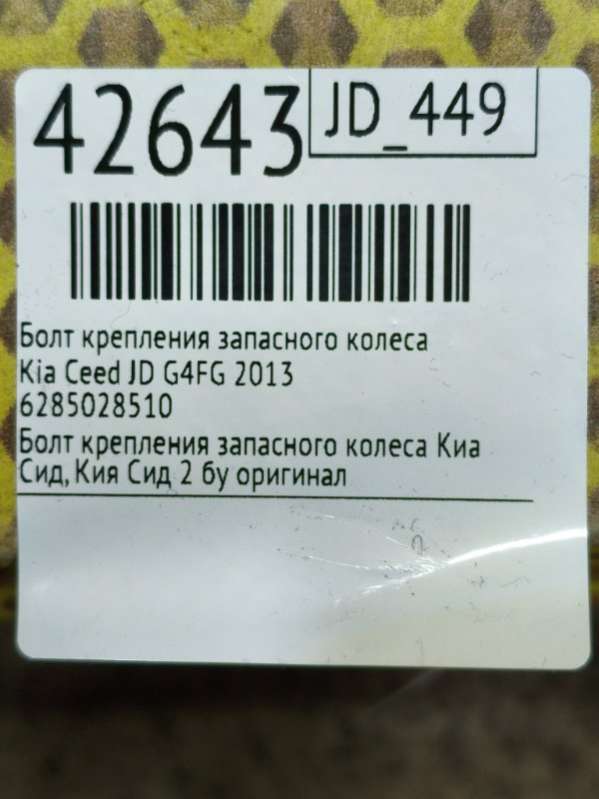 42643
JD_449
Болт крепления запасного колеса
Kia Ceed JD G4FG 2013
6285028510
Болт крепления запасного колеса Киа
Сид,Кия Сид 2 бу оригинал